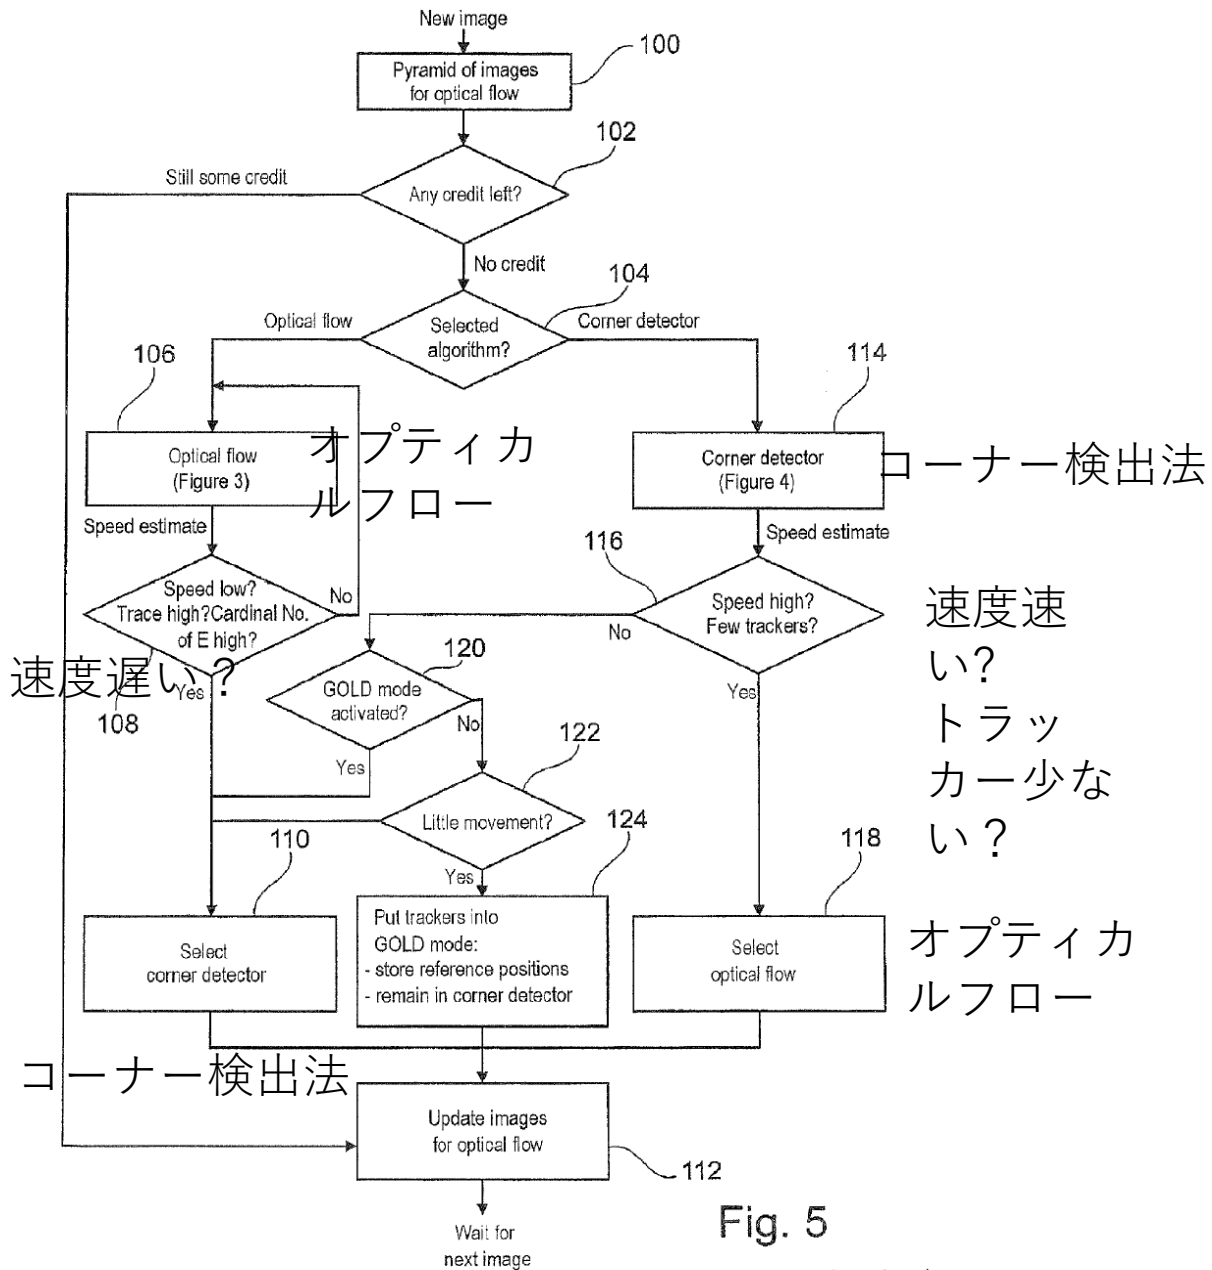 New image
100
Pyramid of images
for optical flow
102
Still some credit
Any credit left?
No credit
104
Optical flow
Selected
algorithm?
Corner detector
106
114
Optical flow
(Figure 3)
オプティカ
ルフロー
Corner detector
(Figure 4)
コーナー検出法
Speed estimate
Speed estimate
116
Speed low?
Trace high?Cardinal No.
of E high?
No
Speed high?
Few trackers?
No
速度速
い?
トラッ
カー少な
い？
速度遅い？
Yes
108
120
GOLD mode
activated?
No
Yes
Yes
122
Little movement?
124
110
118
Yes
Select
corner detector
Put trackers into
GOLD mode:
- store reference positions
- remain in corner detector
Select
optical flow
オプティカ
ルフロー
コーナー検出法
Update images
for optical flow
112
Wait for
next image
Fig. 5